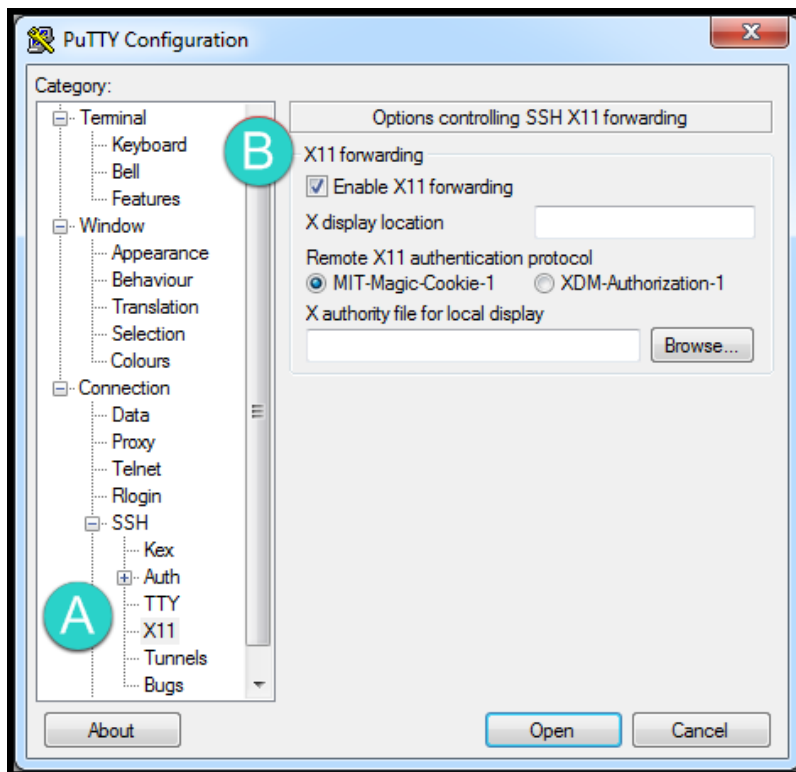 PuTTY Configuration
Category:
Terminal
Keyboard
Bell
Features
Window
Appearance
Behaviour
Translation
Selection
Colours
Connection
Data
Proxy
Telnet
Rlogin
SSH
Kex
Auth
TTY
X11
Tunnels
Bugs
A
B
Options controlling SSH X11 forwarding
X11 forwarding
Enable X11 forwarding
X display location
Remote X11 authentication protocol
MIT-Magic-Cookie-1 XDM-Authorization-1
X authority file for local display
Browse...
About Open Cancel